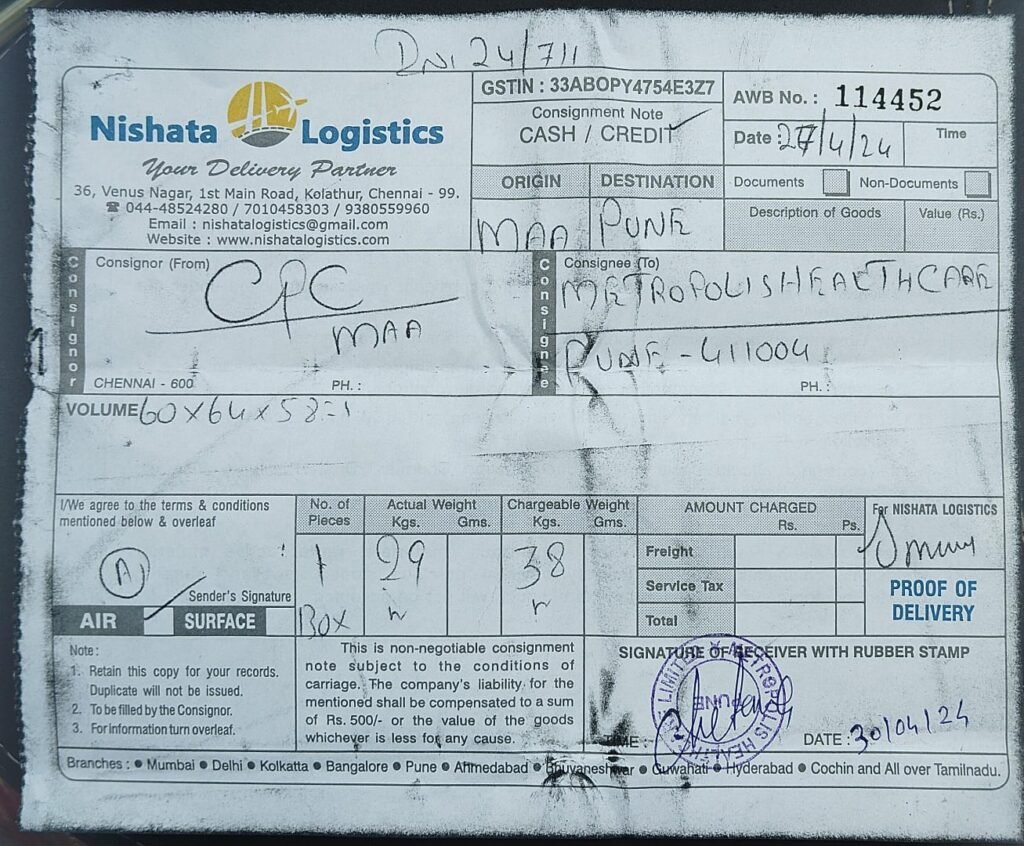 DNI 24/711
Nishata Logistics
Your Delivery Partner
36, Venus Nagar, 1st Main Road, Kolathur, Chennai - 99.
☎ 044-48524280 / 7010458303 / 9380559960
Email : nishatalogistics@gmail.com
Website : www.nishatalogistics.com
GSTIN : 33ABOPY4754E3Z7
Consignment Note
CASH / CREDIT ✓
AWB No. : 114452
Date : 27/4/24 Time
ORIGIN DESTINATION
MAA PUNE
Documents Non-Documents
Description of Goods Value (Rs.)
Consignor
Consignor (From)
CPC
MAA
CHENNAI - 600 PH. :
Consignee
Consignee (To)
METROPOLIS HEALTHCARE
PUNE - 411004
PH. :
VOLUME 60x64x58=1
I/We agree to the terms & conditions
mentioned below & overleaf
A
Sender's Signature
AIR ✓ SURFACE
No. of Pieces
1
BOX
Actual Weight
Kgs. Gms.
29
Chargeable Weight
Kgs. Gms.
38
AMOUNT CHARGED
Rs. Ps.
Freight
Service Tax
Total
For NISHATA LOGISTICS
PROOF OF
DELIVERY
Note :
1. Retain this copy for your records.
Duplicate will not be issued.
2. To be filled by the Consignor.
3. For information turn overleaf.
This is non-negotiable consignment
note subject to the conditions of
carriage. The company's liability for the
mentioned shall be compensated to a sum
of Rs. 500/- or the value of the goods
whichever is less for any cause.
SIGNATURE OF RECEIVER WITH RUBBER STAMP
METROPOLIS HEALTH LIMITED
PUNE
TIME : DATE : 30/04/24
Branches : ● Mumbai ● Delhi ● Kolkatta ● Bangalore ● Pune ● Ahmedabad ● Bhuvaneshwar ● Guwahati ● Hyderabad ● Cochin and All over Tamilnadu.